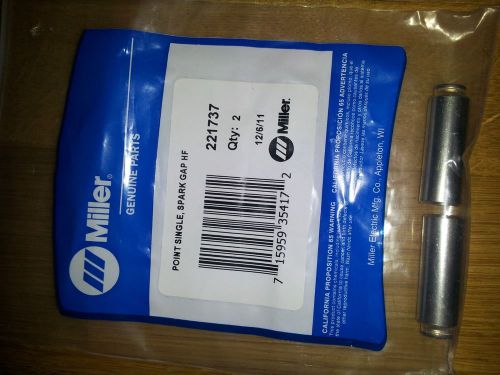 Miller
GENUINE PARTS
POINT SINGLE, SPARK GAP HF
221737
Qty: 2
12/6/11
Miller.
7 15959 35417 2
CALIFORNIA PROPOSITION 65 WARNING
CALIFORNIA PROPOSICION 65 ADVERTENCIA
Miller Electric Mfg. Co., Appleton, WI